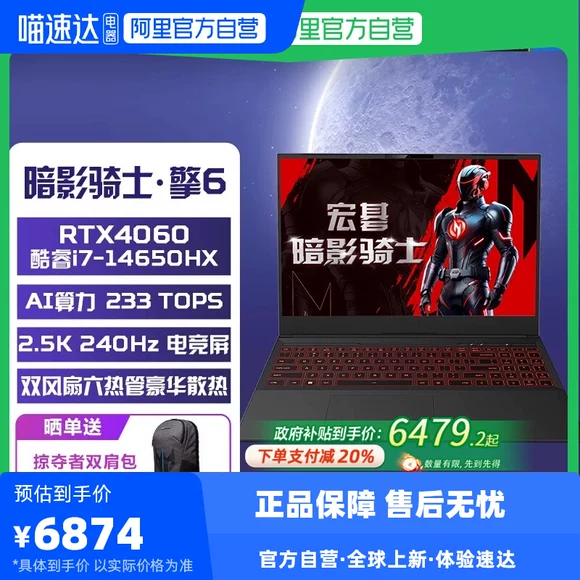 喵速达电器 阿里官方自营 里官方自营
暗影骑士·擎6
RTX4060
酷睿i7-14650HX
AI算力 233 TOPS
2.5K 240Hz 电竞屏
双风扇六热管豪华散热
晒单送
掠夺者双肩包
宏碁
暗影骑士
政府补贴到手价：6479.2起
下单支付减20%
数量有限,先到先得
预估到手价
¥6874
*具体到手价 以实际价格为准
正品保障 售后无忧
官方自营·全球上新·体验速达